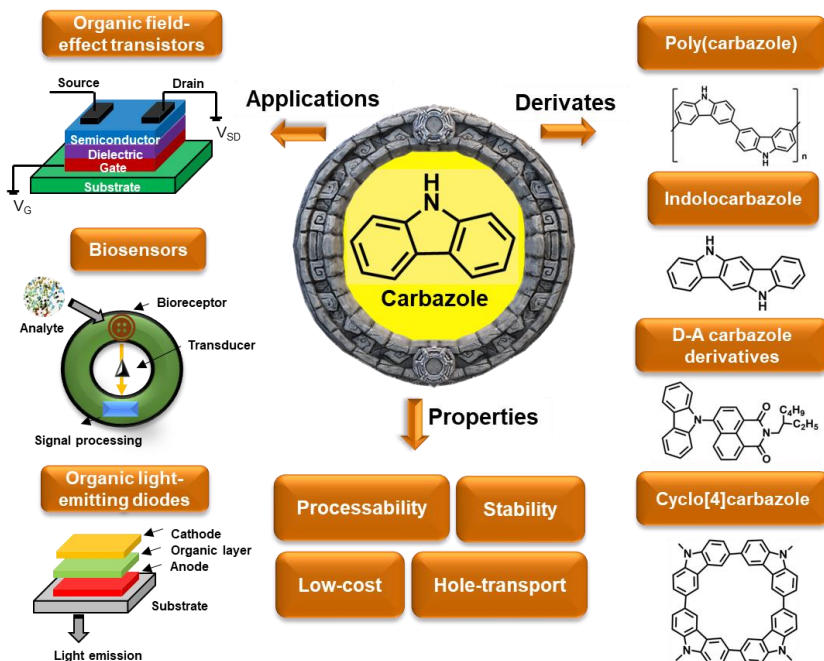 Organic field-
effect transistors
Source
Drain
Semiconductor
Dielectric
Gate
Substrate
VSD
VG
Biosensors
Analyte
Bioreceptor
Transducer
Signal processing
Organic light-
emitting diodes
Cathode
Organic layer
Anode
Substrate
Light emission
Applications
Derivates
H
N
Carbazole
Properties
Processability
Stability
Low-cost
Hole-transport
Poly(carbazole)
H
N
N
H
n
Indolocarbazole
H
N
N
H
D-A carbazole
derivatives
N
O
N
O
C4H9
C2H5
Cyclo[4]carbazole
N
N
N
N